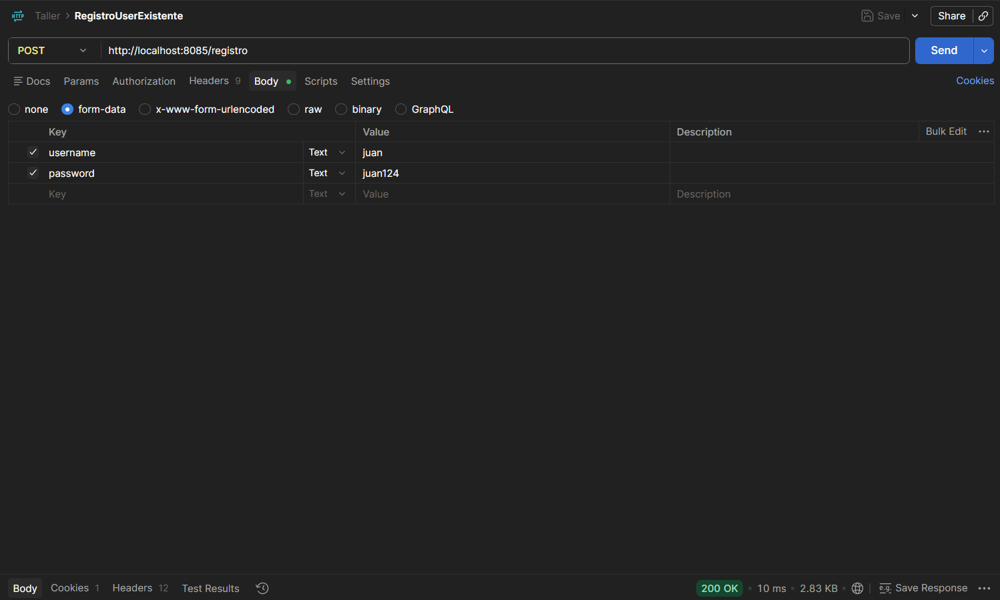 HTTP Taller > RegistroUserExistente Save Share
POST http://localhost:8085/registro Send
Docs Params Authorization Headers 9 Body Scripts Settings Cookies
none form-data x-www-form-urlencoded raw binary GraphQL
Key Value Description Bulk Edit
username Text juan
password Text juan124
Key Text Value Description
Body Cookies 1 Headers 12 Test Results 200 OK 10 ms 2.83 KB e.g. Save Response